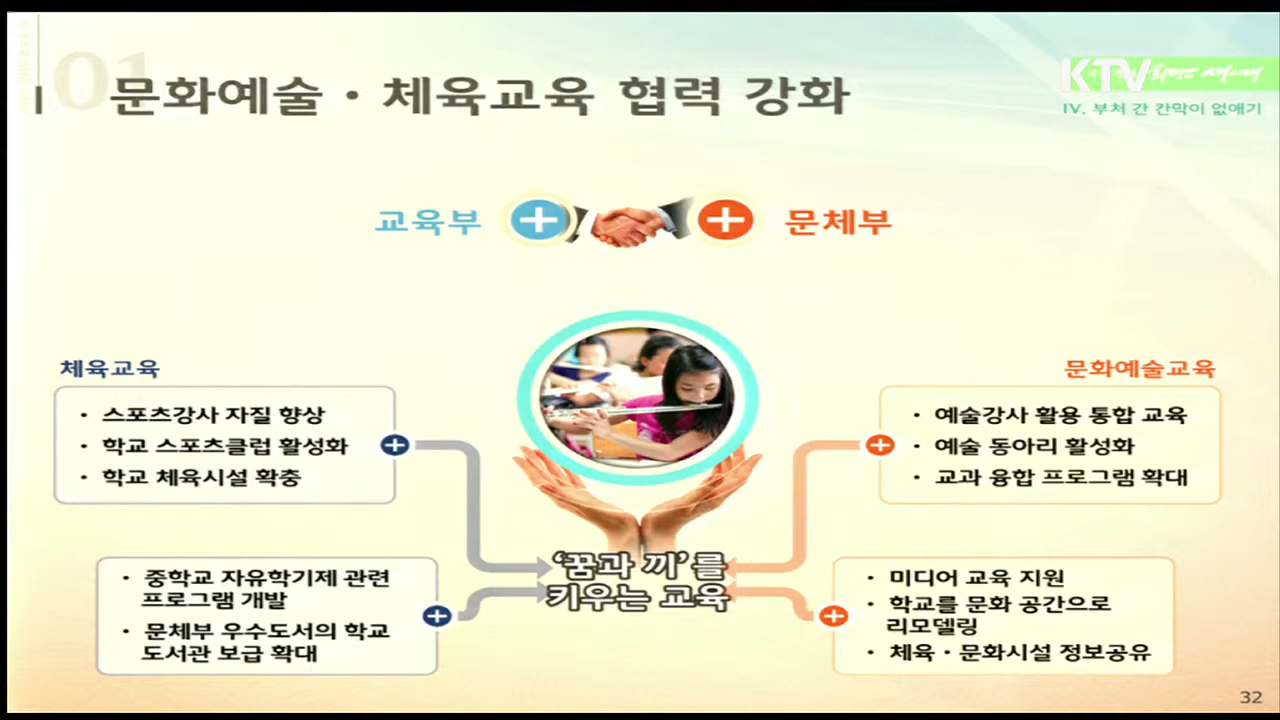 01
문화예술·체육교육 협력 강화
KTV
IV. 부처 간 칸막이 없애기
교육부
문체부
체육교육
• 스포츠강사 자질 향상
• 학교 스포츠클럽 활성화
• 학교 체육시설 확충
문화예술교육
• 예술강사 활용 통합 교육
• 예술 동아리 활성화
• 교과 융합 프로그램 확대
• 중학교 자유학기제 관련
프로그램 개발
• 문체부 우수도서의 학교
도서관 보급 확대
‘꿈과 끼’를
키우는 교육
• 미디어 교육 지원
• 학교를 문화 공간으로
리모델링
• 체육·문화시설 정보공유
32